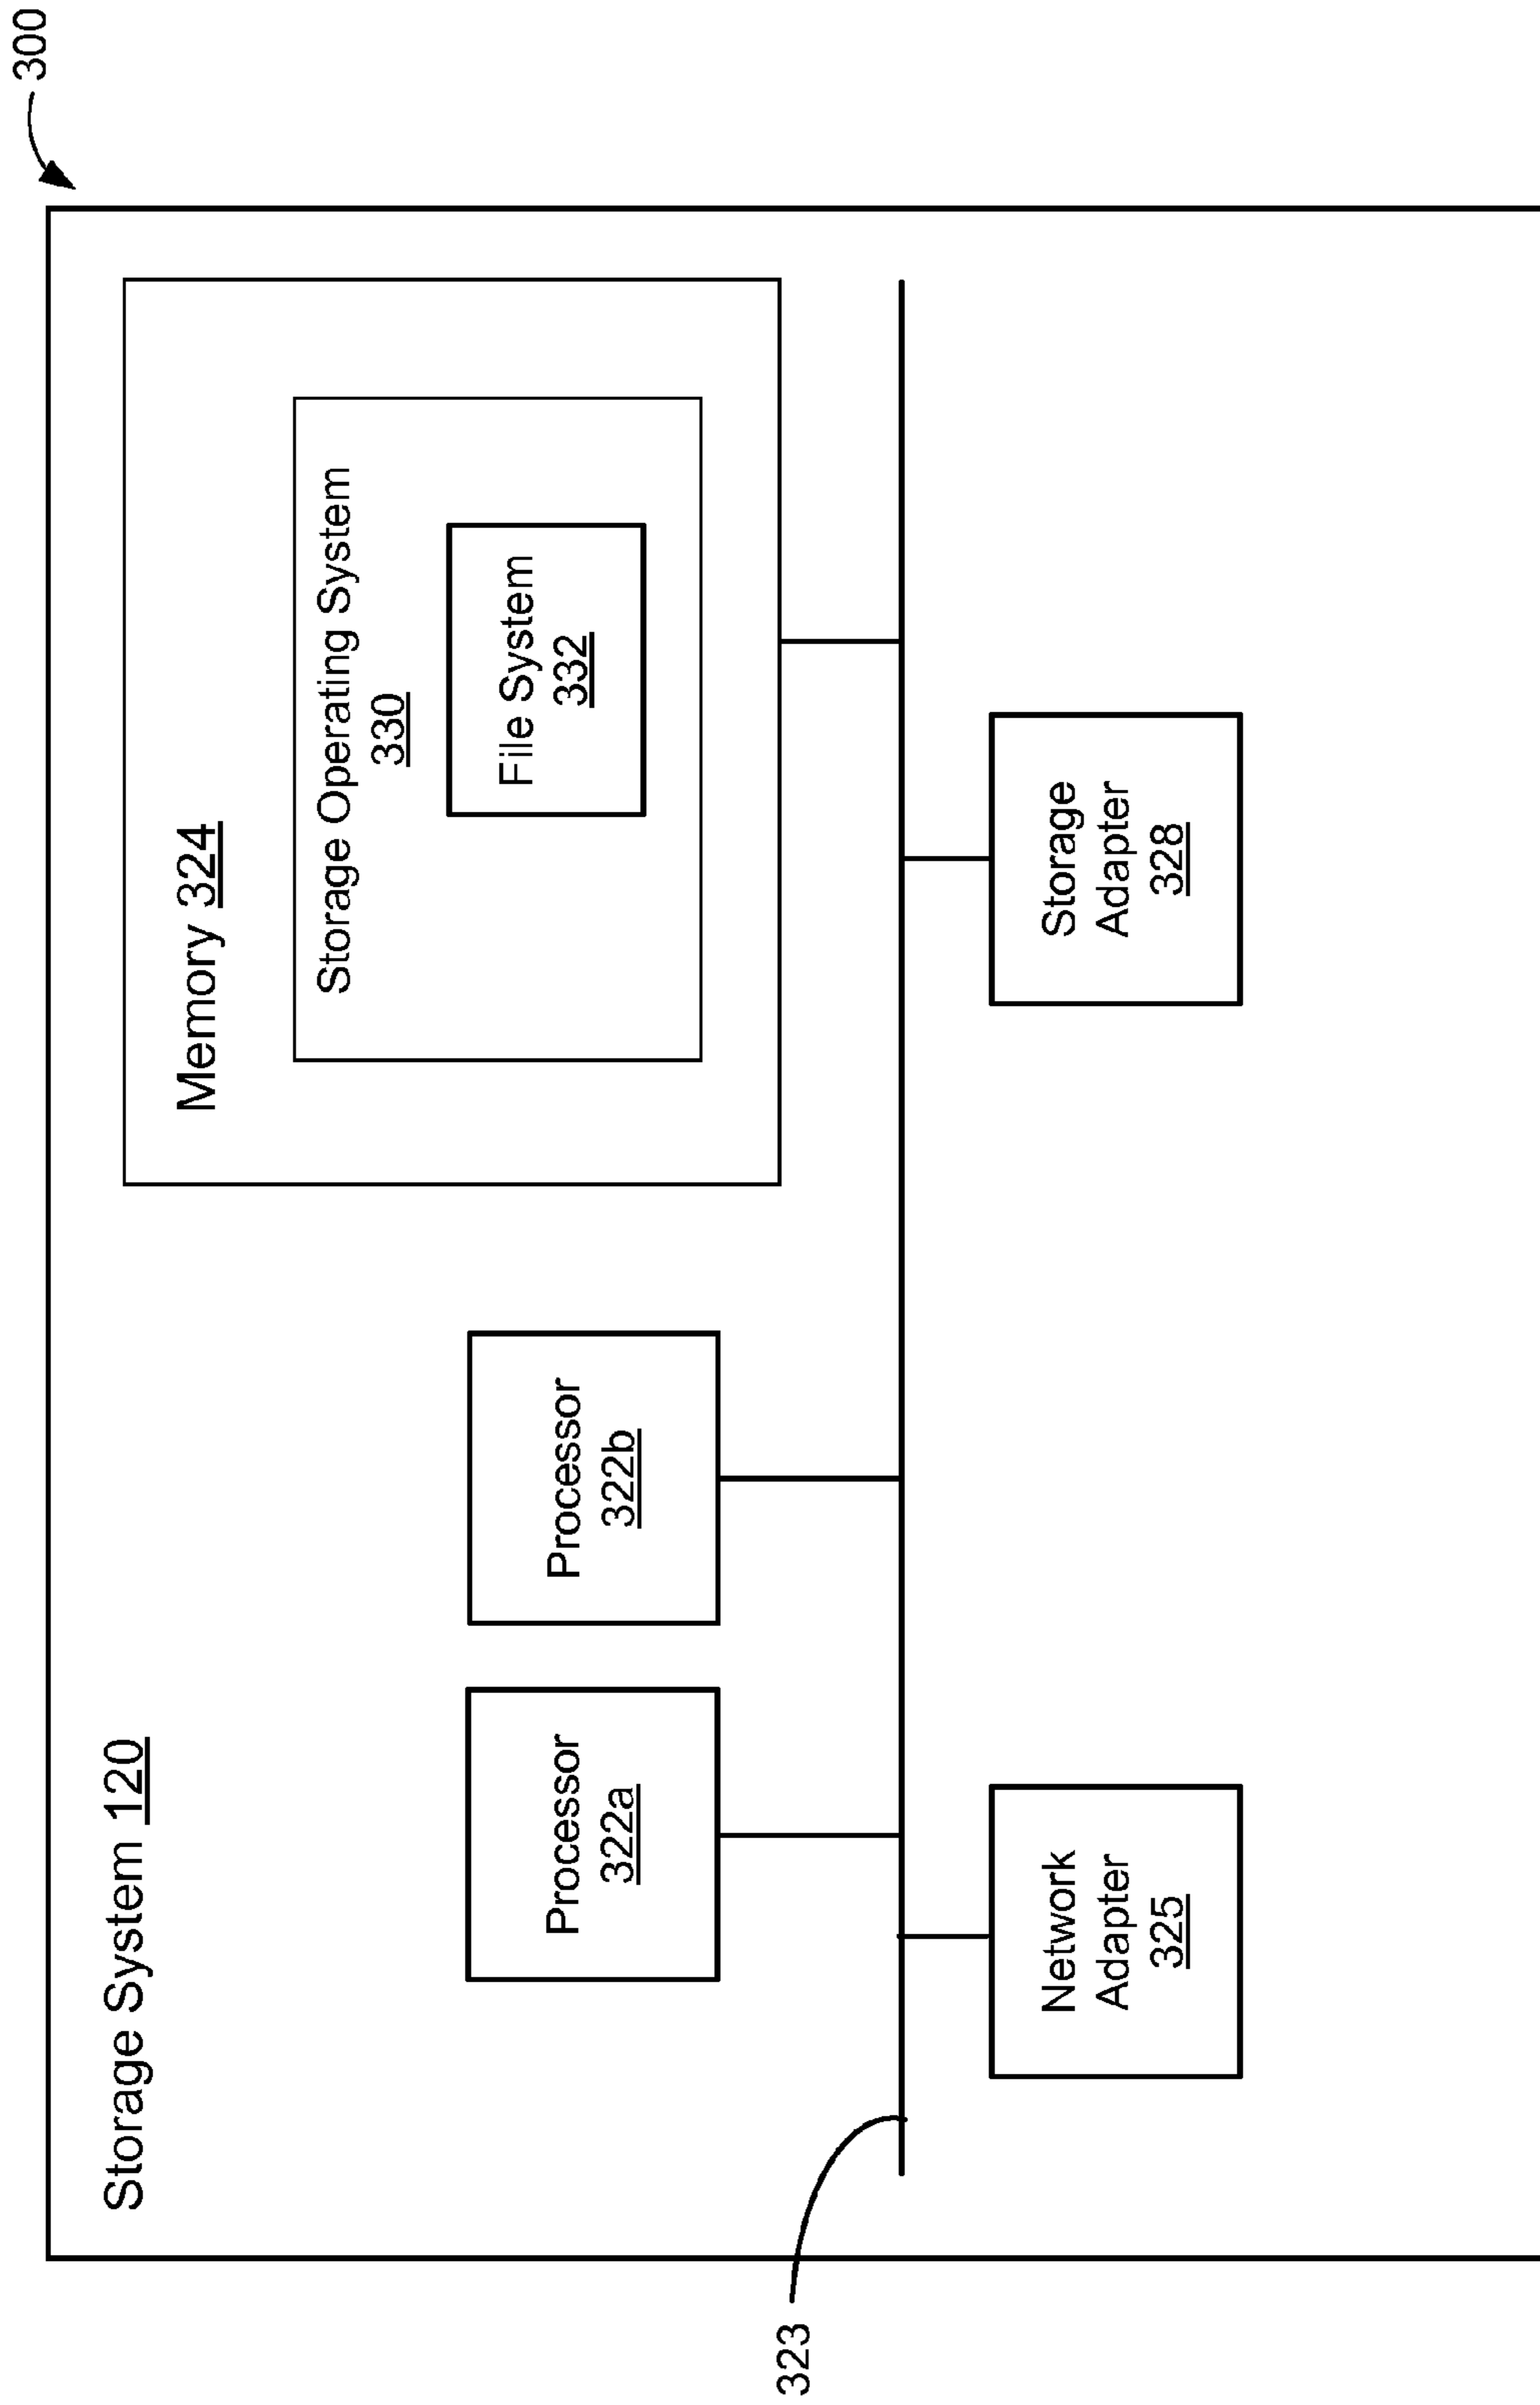 300
Storage System 120
Memory 324
Storage Operating System
330
File System
332
Processor
322a
Processor
322b
323
Network
Adapter
325
Storage
Adapter
328